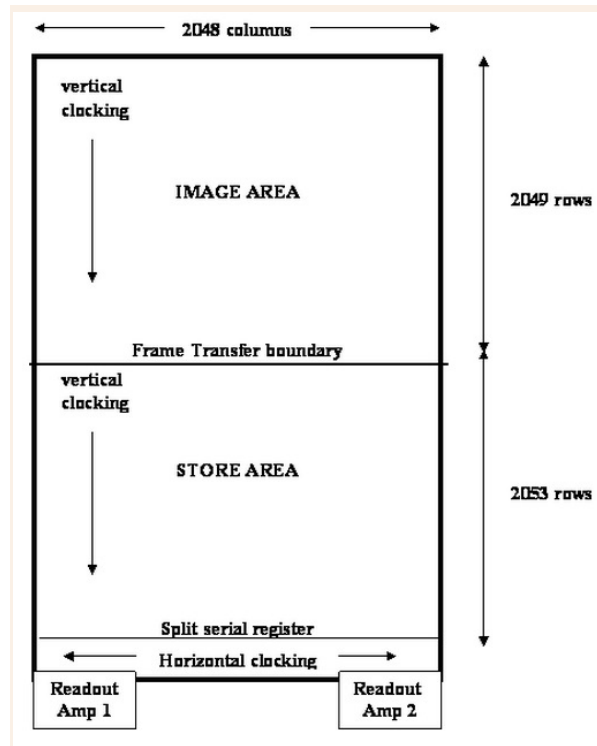 2048 columns
vertical
clocking
IMAGE AREA
2049 rows
Frame Transfer boundary
vertical
clocking
STORE AREA
2053 rows
Split serial register
Horizontal clocking
Readout
Amp 1
Readout
Amp 2